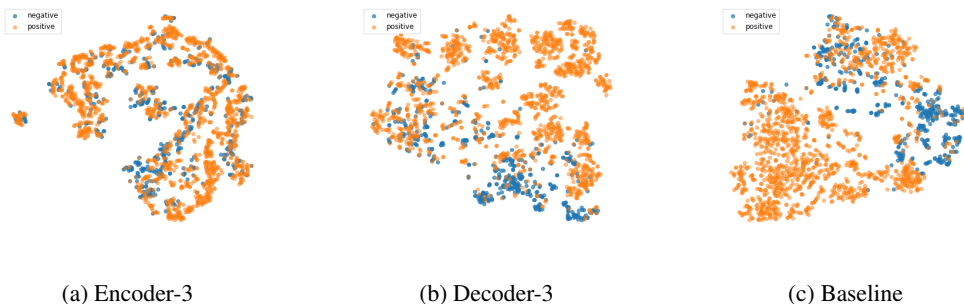 negative
positive
negative
positive
negative
positive
(a) Encoder-3
(b) Decoder-3
(c) Baseline